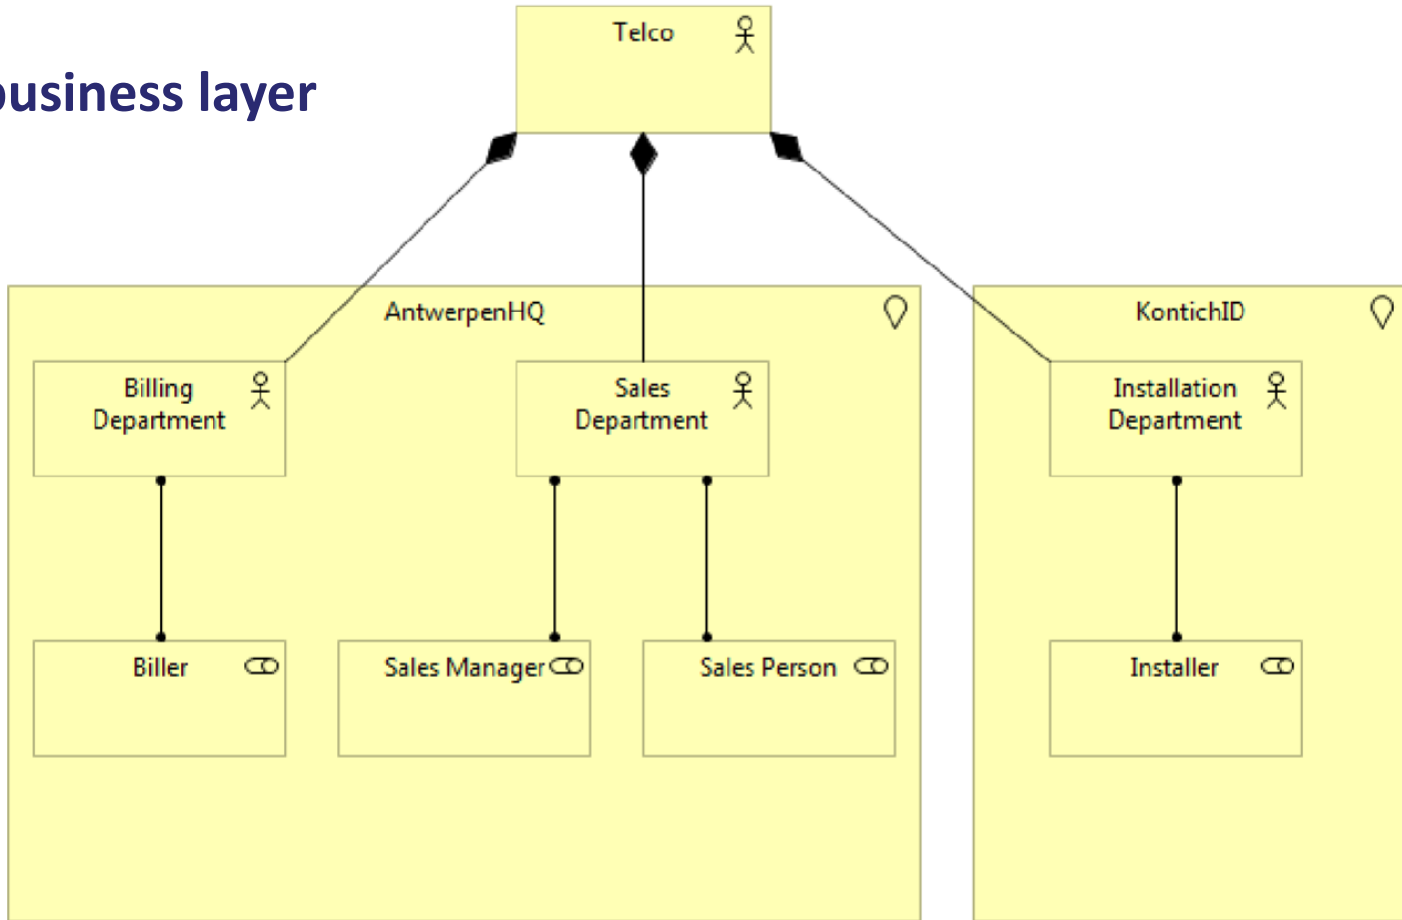 Telco
business layer
AntwerpenHQ
KontichID
Billing
Department
Sales
Department
Installation
Department
Biller
Sales Manager
Sales Person
Installer